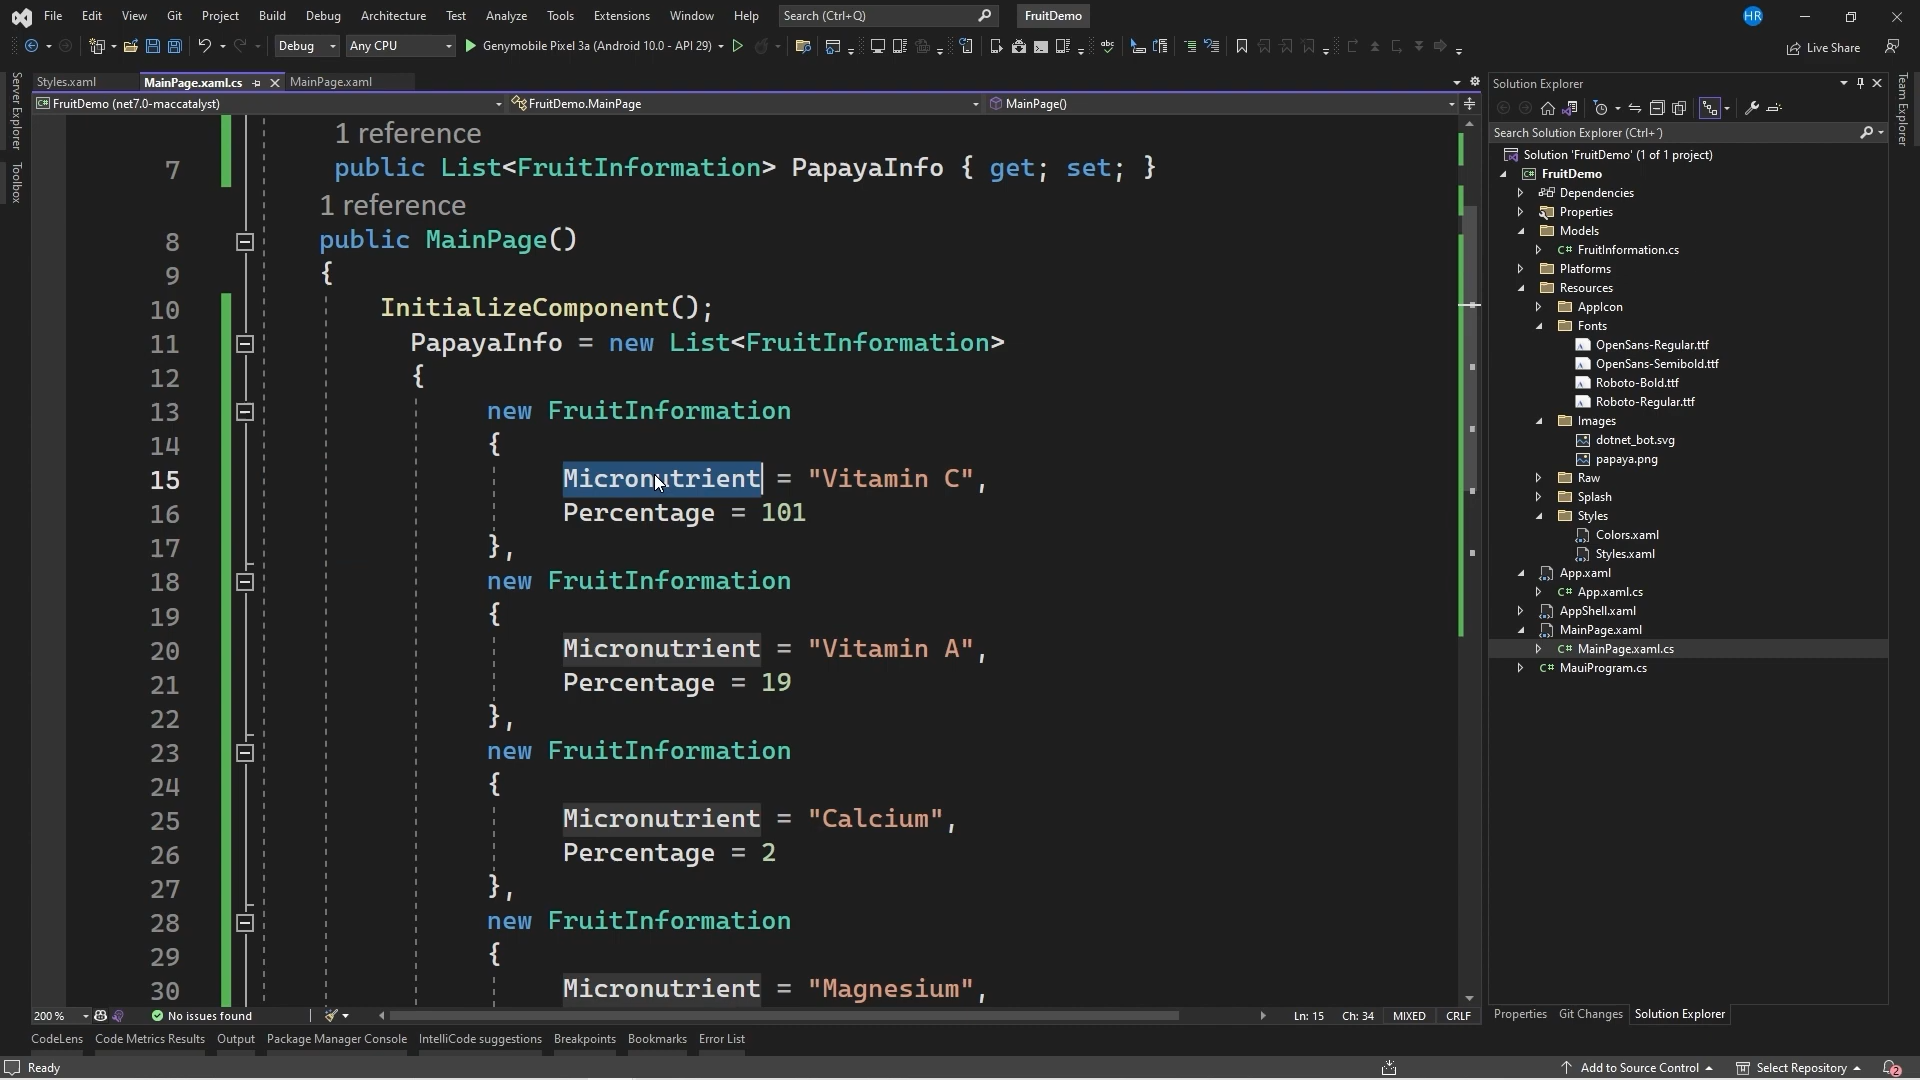 File Edit View Git Project Build Debug Architecture Test Analyze Tools Extensions Window Help Search (Ctrl+Q) FruitDemo HR
Debug Any CPU Genymobile Pixel 3a (Android 10.0 - API 29) Live Share
Styles.xaml MainPage.xaml.cs MainPage.xaml
FruitDemo (net7.0-maccatalyst) FruitDemo.MainPage MainPage()
Server Explorer
Toolbox
1 reference
7 public List<FruitInformation> PapayaInfo { get; set; }
1 reference
8 public MainPage()
9 {
10 InitializeComponent();
11 PapayaInfo = new List<FruitInformation>
12 {
13 new FruitInformation
14 {
15 Micronutrient = "Vitamin C",
16 Percentage = 101
17 },
18 new FruitInformation
19 {
20 Micronutrient = "Vitamin A",
21 Percentage = 19
22 },
23 new FruitInformation
24 {
25 Micronutrient = "Calcium",
26 Percentage = 2
27 },
28 new FruitInformation
29 {
30 Micronutrient = "Magnesium",
200 % No issues found Ln: 15 Ch: 34 MIXED CRLF
Solution Explorer
Search Solution Explorer (Ctrl+´)
Solution 'FruitDemo' (1 of 1 project)
FruitDemo
Dependencies
Properties
Models
C# FruitInformation.cs
Platforms
Resources
AppIcon
Fonts
OpenSans-Regular.ttf
OpenSans-Semibold.ttf
Roboto-Bold.ttf
Roboto-Regular.ttf
Images
dotnet_bot.svg
papaya.png
Raw
Splash
Styles
Colors.xaml
Styles.xaml
App.xaml
C# App.xaml.cs
AppShell.xaml
MainPage.xaml
C# MainPage.xaml.cs
C# MauiProgram.cs
Properties Git Changes Solution Explorer
Team Explorer
CodeLens Code Metrics Results Output Package Manager Console IntelliCode suggestions Breakpoints Bookmarks Error List
Ready Add to Source Control Select Repository 2